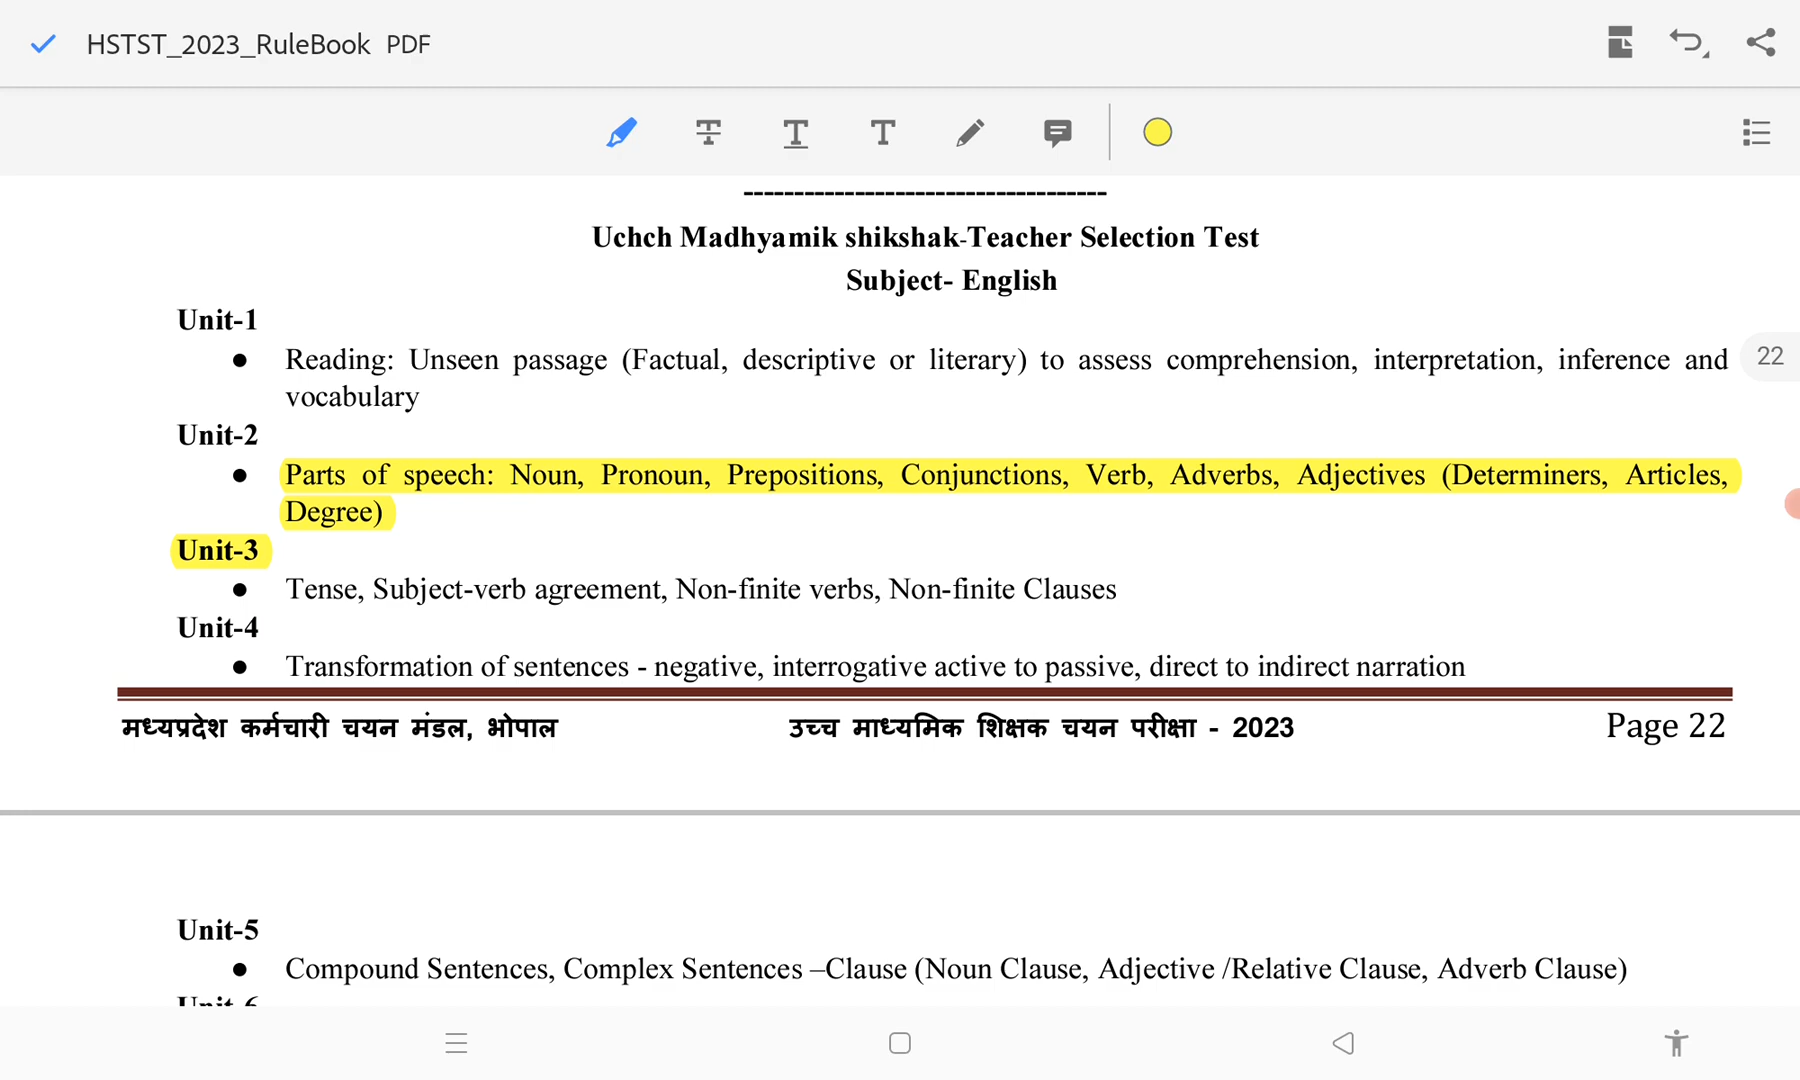 HSTST_2023_RuleBook PDF
---------------------------------
Uchch Madhyamik shikshak-Teacher Selection Test
Subject- English
Unit-1
● Reading: Unseen passage (Factual, descriptive or literary) to assess comprehension, interpretation, inference and
vocabulary
22
Unit-2
● Parts of speech: Noun, Pronoun, Prepositions, Conjunctions, Verb, Adverbs, Adjectives (Determiners, Articles,
Degree)
Unit-3
● Tense, Subject-verb agreement, Non-finite verbs, Non-finite Clauses
Unit-4
● Transformation of sentences - negative, interrogative active to passive, direct to indirect narration
मध्यप्रदेश कर्मचारी चयन मंडल, भोपाल उच्च माध्यमिक शिक्षक चयन परीक्षा - 2023 Page 22
Unit-5
● Compound Sentences, Complex Sentences –Clause (Noun Clause, Adjective /Relative Clause, Adverb Clause)
Unit-6